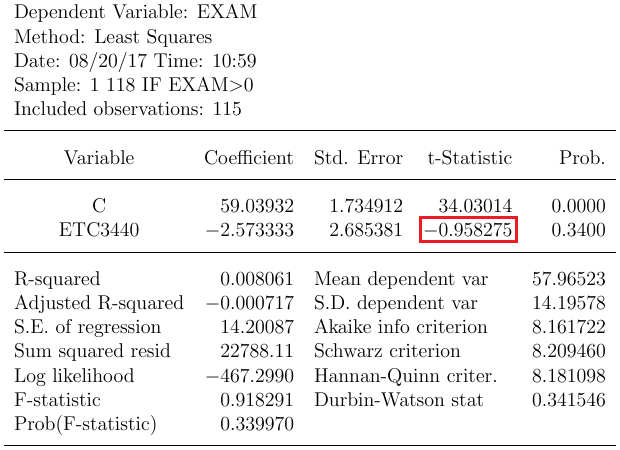 Dependent Variable: EXAM
Method: Least Squares
Date: 08/20/17 Time: 10:59
Sample: 1 118 IF EXAM>0
Included observations: 115
Variable Coefficient Std. Error t-Statistic Prob.
C 59.03932 1.734912 34.03014 0.0000
ETC3440 −2.573333 2.685381 −0.958275 0.3400
R-squared 0.008061 Mean dependent var 57.96523
Adjusted R-squared −0.000717 S.D. dependent var 14.19578
S.E. of regression 14.20087 Akaike info criterion 8.161722
Sum squared resid 22788.11 Schwarz criterion 8.209460
Log likelihood −467.2990 Hannan-Quinn criter. 8.181098
F-statistic 0.918291 Durbin-Watson stat 0.341546
Prob(F-statistic) 0.339970